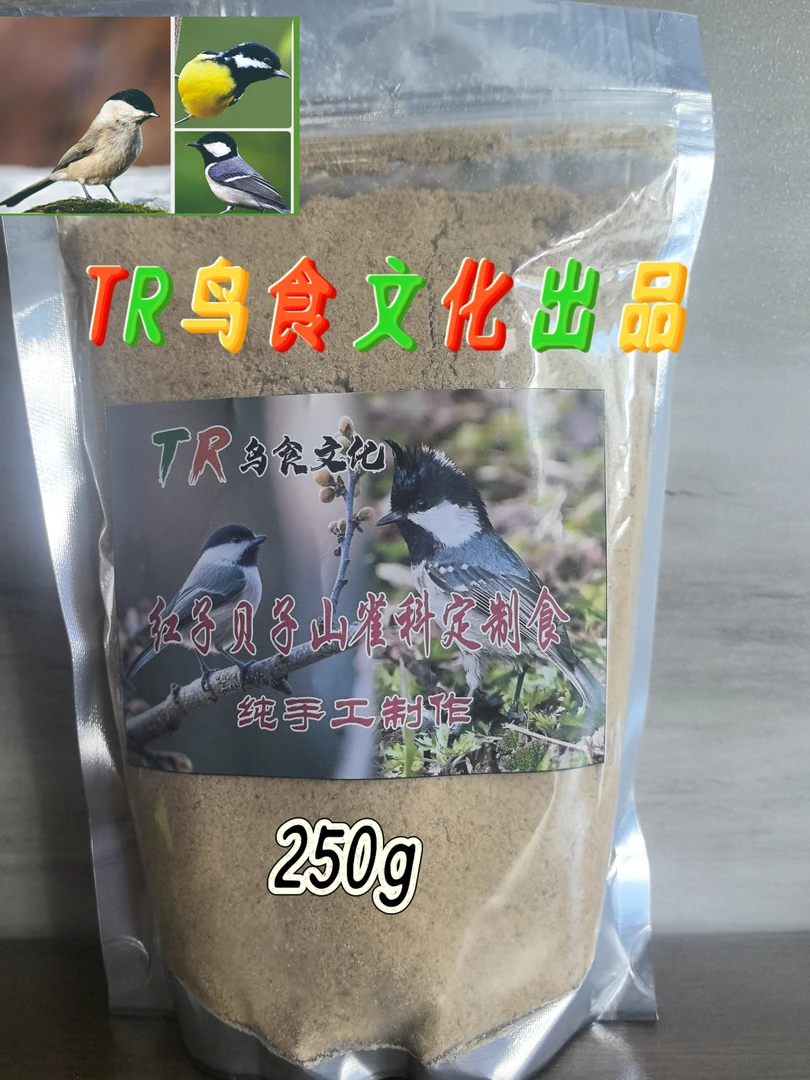 TR鸟食文化出品
TR鸟食文化
红子贝子山雀科定制食
纯手工制作
250g